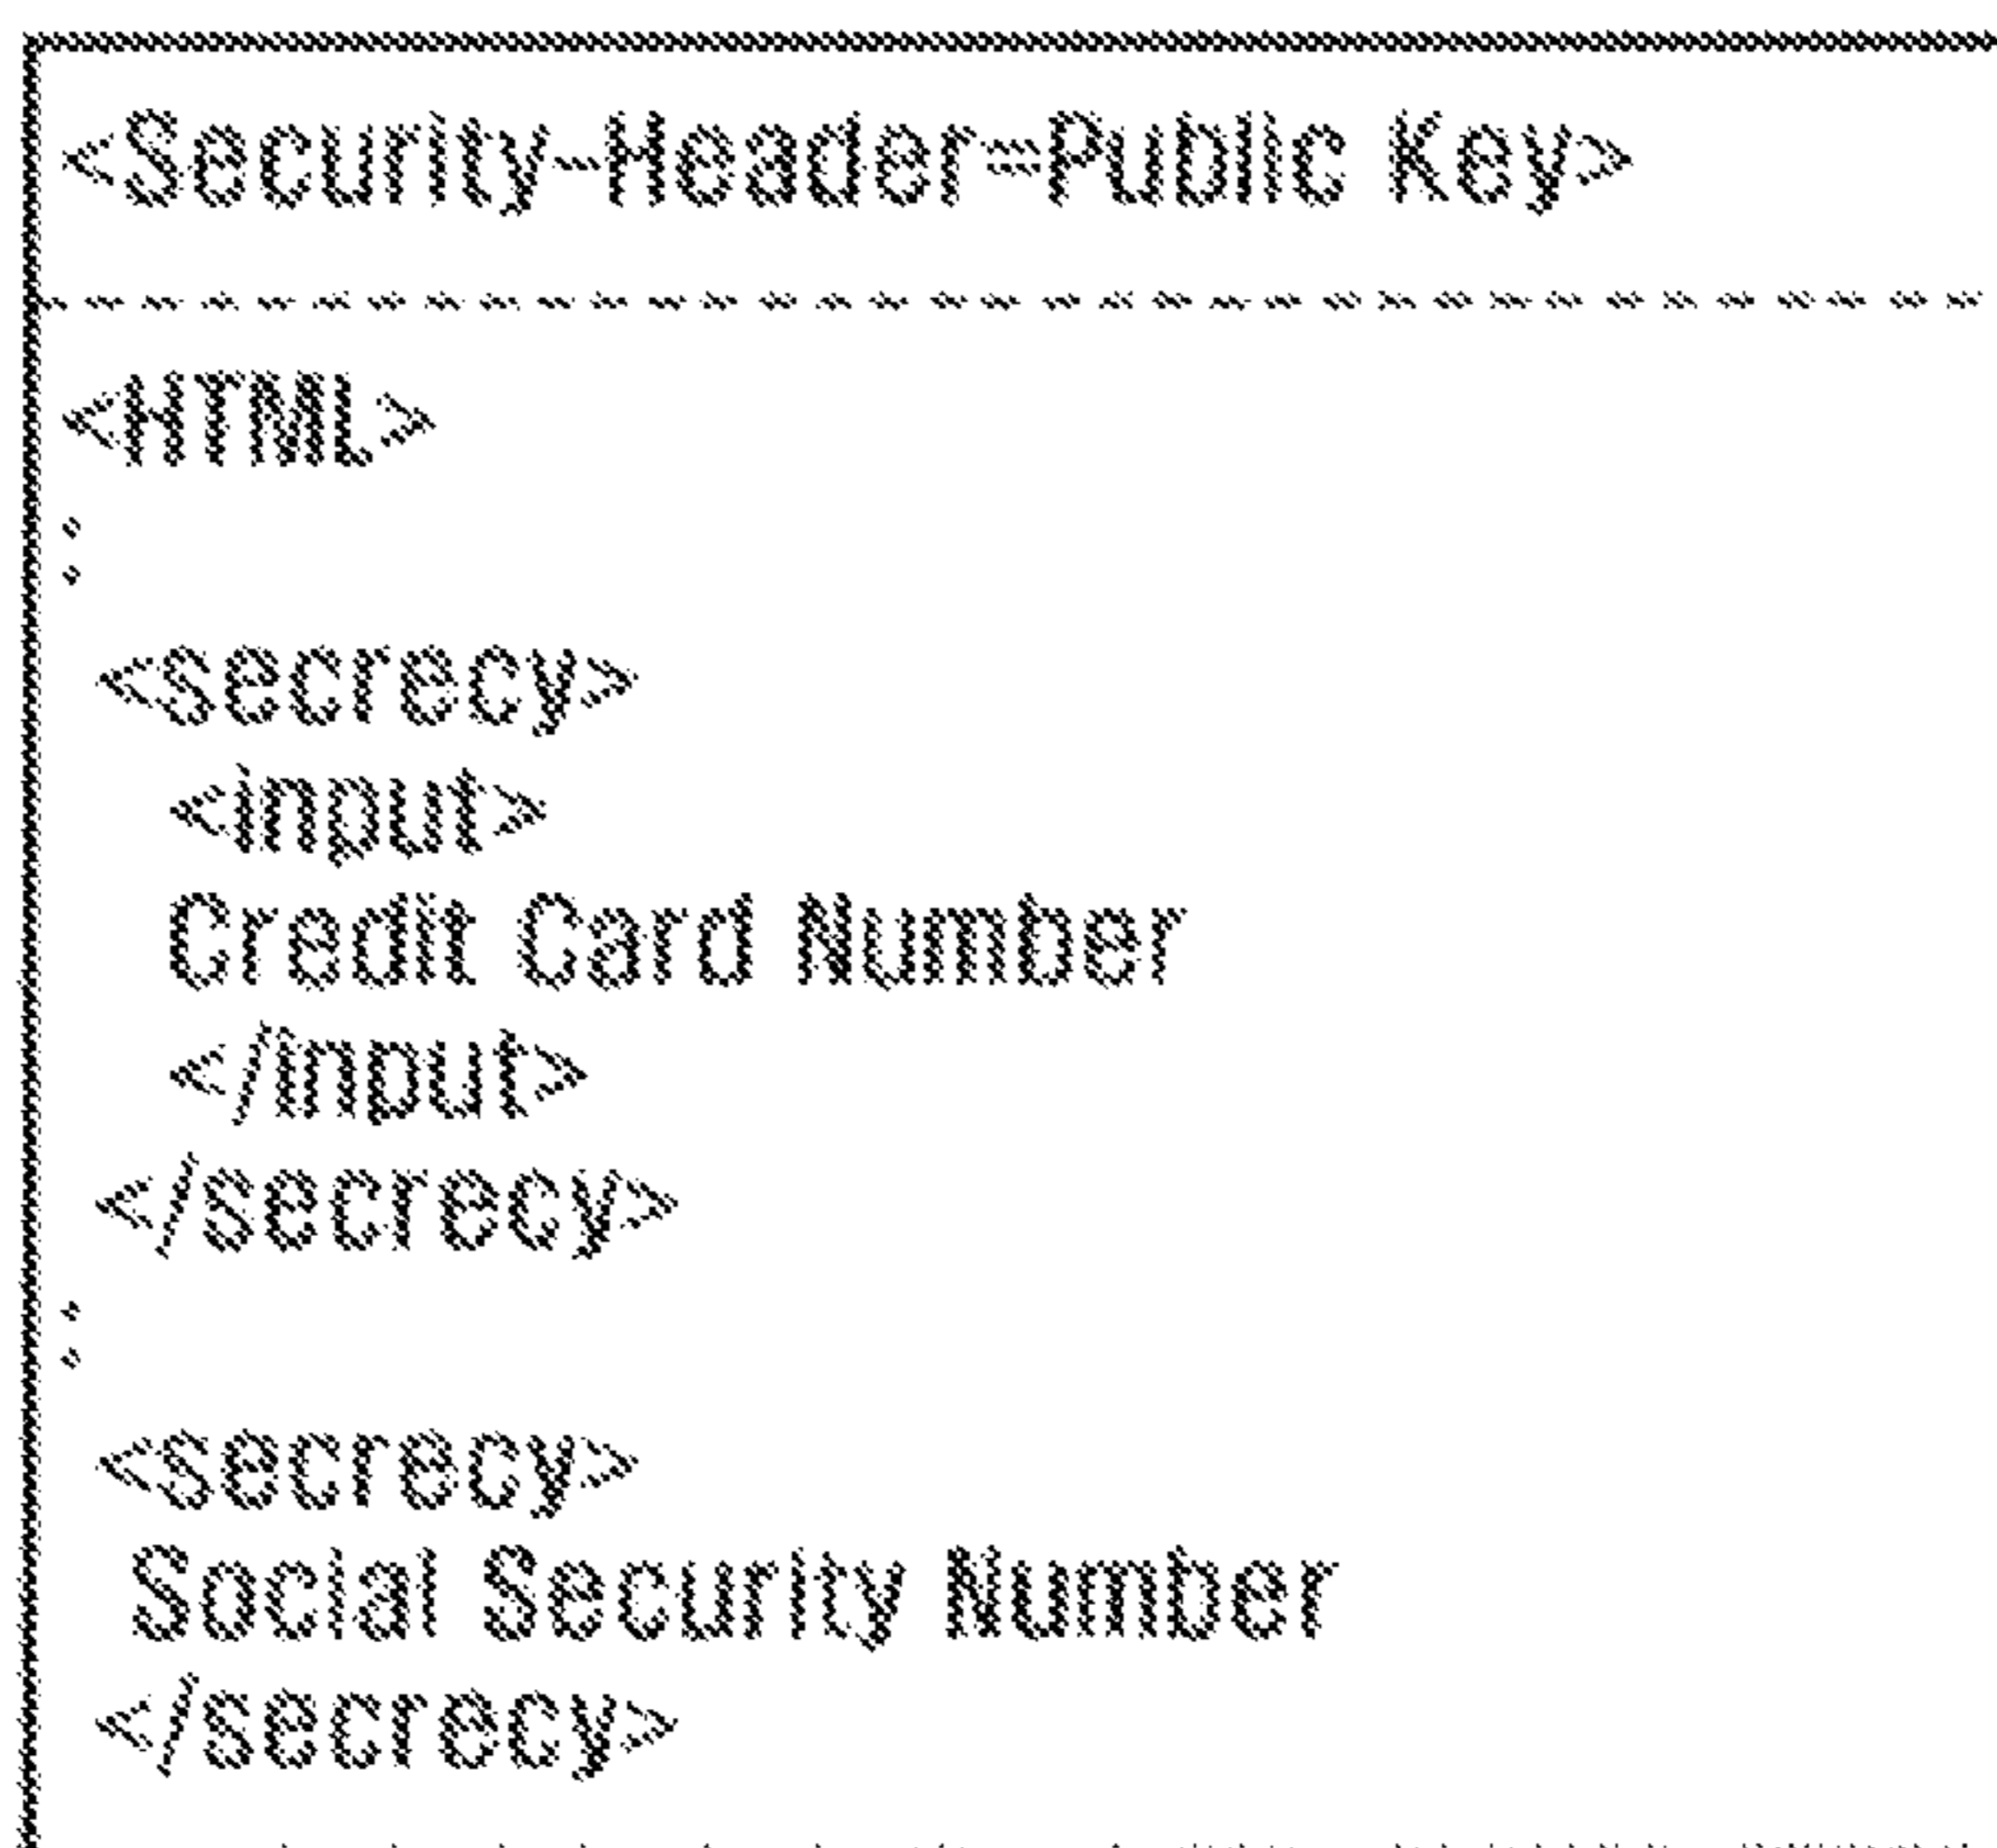 <Security-Header=Public Key>
<HTML>
:
<secrecy>
<input>
Credit Card Number
</input>
</secrecy>
:
<secrecy>
Social Security Number
</secrecy>